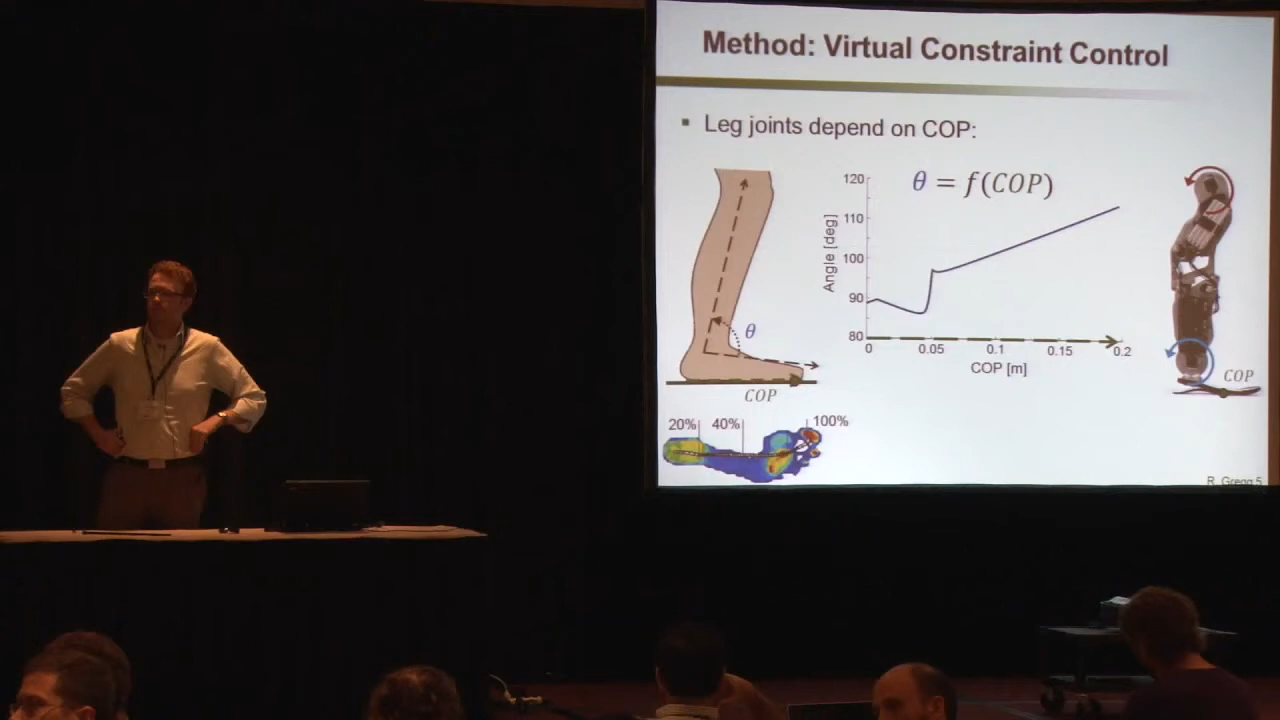 Method: Virtual Constraint Control
▪ Leg joints depend on COP:
θ = f(COP)
120
110
100
90
80
Angle [deg]
0 0.05 0.1 0.15 0.2
COP [m]
θ
COP
COP
20% 40% 100%
R. Gregg 5